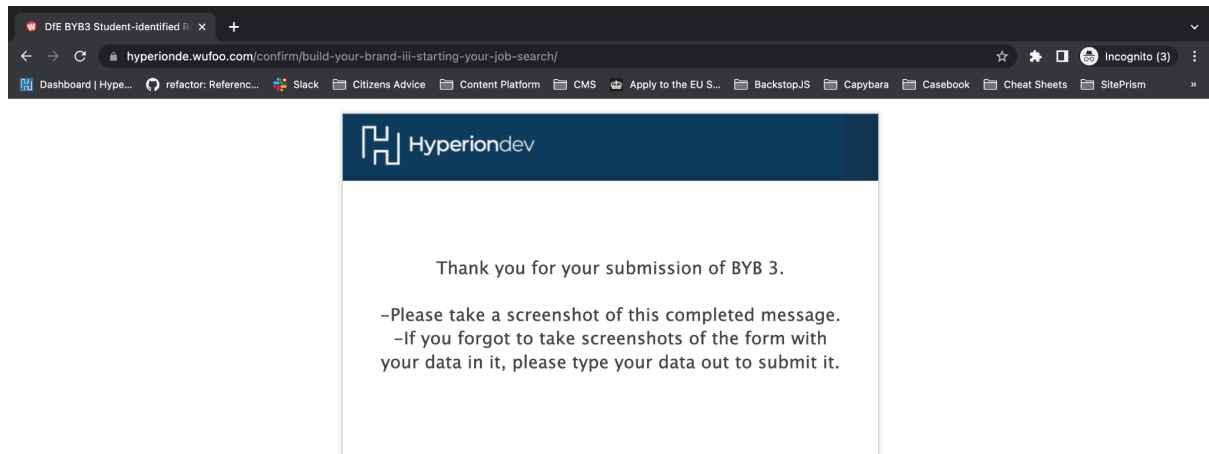 DfE BYB3 Student-identified R
hyperionde.wufoo.com/confirm/build-your-brand-iii-starting-your-job-search/
Incognito (3)
Dashboard | Hype... refactor: Referenc... Slack Citizens Advice Content Platform CMS Apply to the EU S... BackstopJS Capybara Casebook Cheat Sheets SitePrism »
Hyperiondev
Thank you for your submission of BYB 3.
-Please take a screenshot of this completed message.
-If you forgot to take screenshots of the form with
your data in it, please type your data out to submit it.